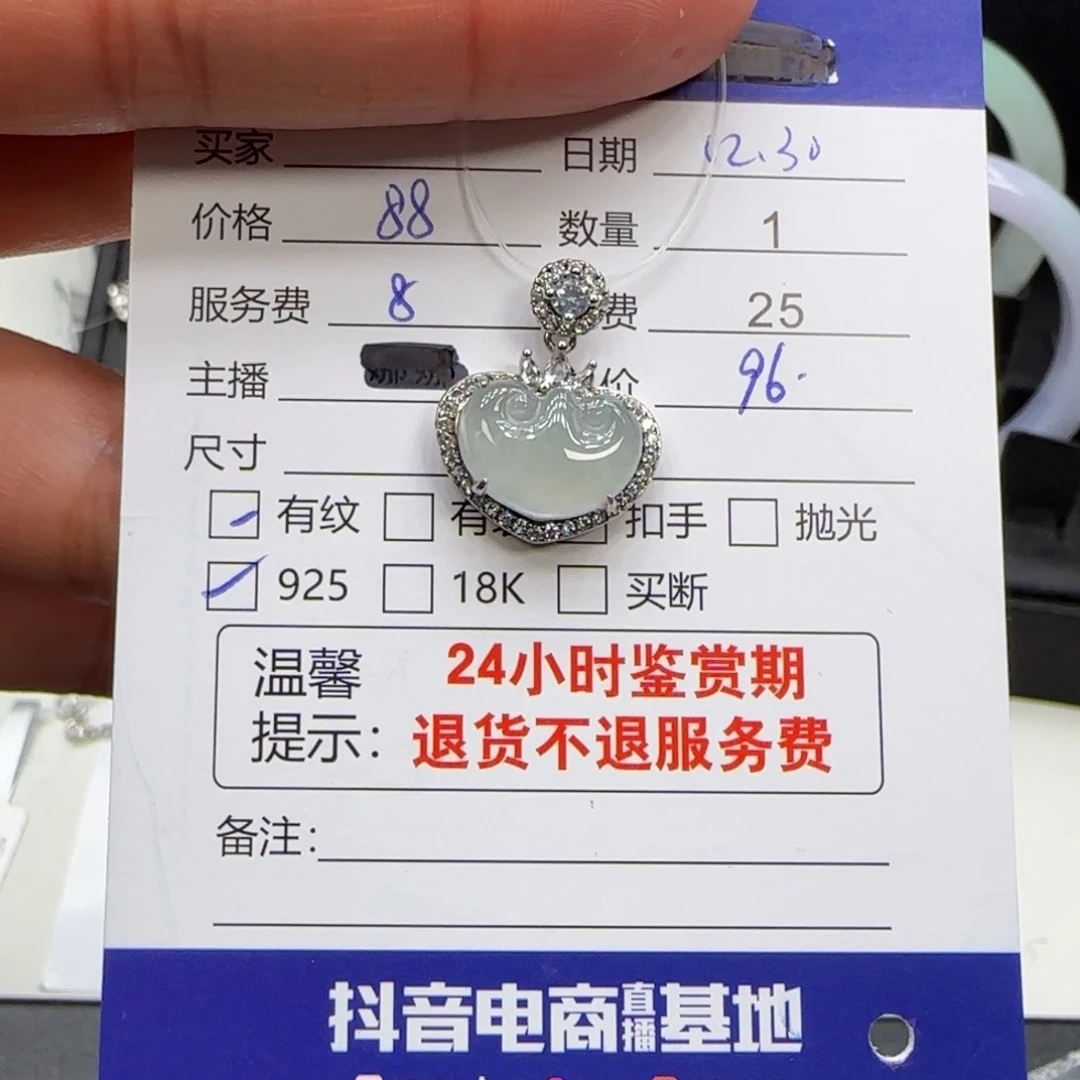 买家 日期 12.30
价格 88 数量 1
服务费 8 费 25
主播 价 96.
尺寸
有纹 有 扣手 抛光
925 18K 买断
温馨 24小时鉴赏期
提示： 退货不退服务费
备注：
抖音电商直播基地